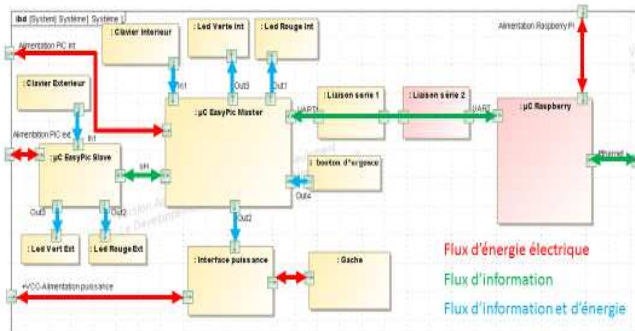 ibd [System] Système[ Système ]
Alimentation Raspberry Pi
: Clavier Interieur
: Led Verte Int
: Led Rouge Int
Alimentation PIC int
: Clavier Exterieur
In1
Out3
Out1
: Liaison serie 1
: Liaison série 2
: µC EasyPic Master
UART
UART
: µC Raspberry
Alimentation PIC ext
IN1
: µC EasyPic Slave
: bouton d'urgence
Ethernet
Out4
Out3
Out2
Out2
: Led Vert Ext
: Led Rouge Ext
: Interface puissance
: Gache
+VCC-Alimentation puissance
Flux d'énergie électrique
Flux d'information
Flux d'information et d'énergie